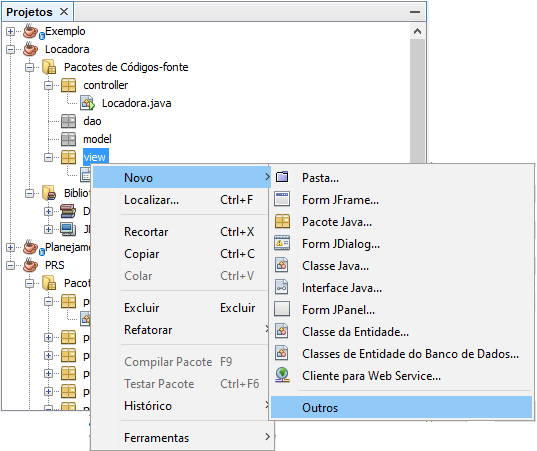 Projetos
Exemplo
Locadora
Pacotes de Códigos-fonte
controller
Locadora.java
dao
model
view
Bibliot
D
JD
Planejame
PRS
Pacot
p
p
p
p
p
p
Novo
Localizar... Ctrl+F
Recortar Ctrl+X
Copiar Ctrl+C
Colar Ctrl+V
Excluir Excluir
Refatorar
Compilar Pacote F9
Testar Pacote Ctrl+F6
Histórico
Ferramentas
Pasta...
Form JFrame...
Pacote Java...
Form JDialog...
Classe Java...
Interface Java...
Form JPanel...
Classe da Entidade...
Classes de Entidade do Banco de Dados...
Cliente para Web Service...
Outros